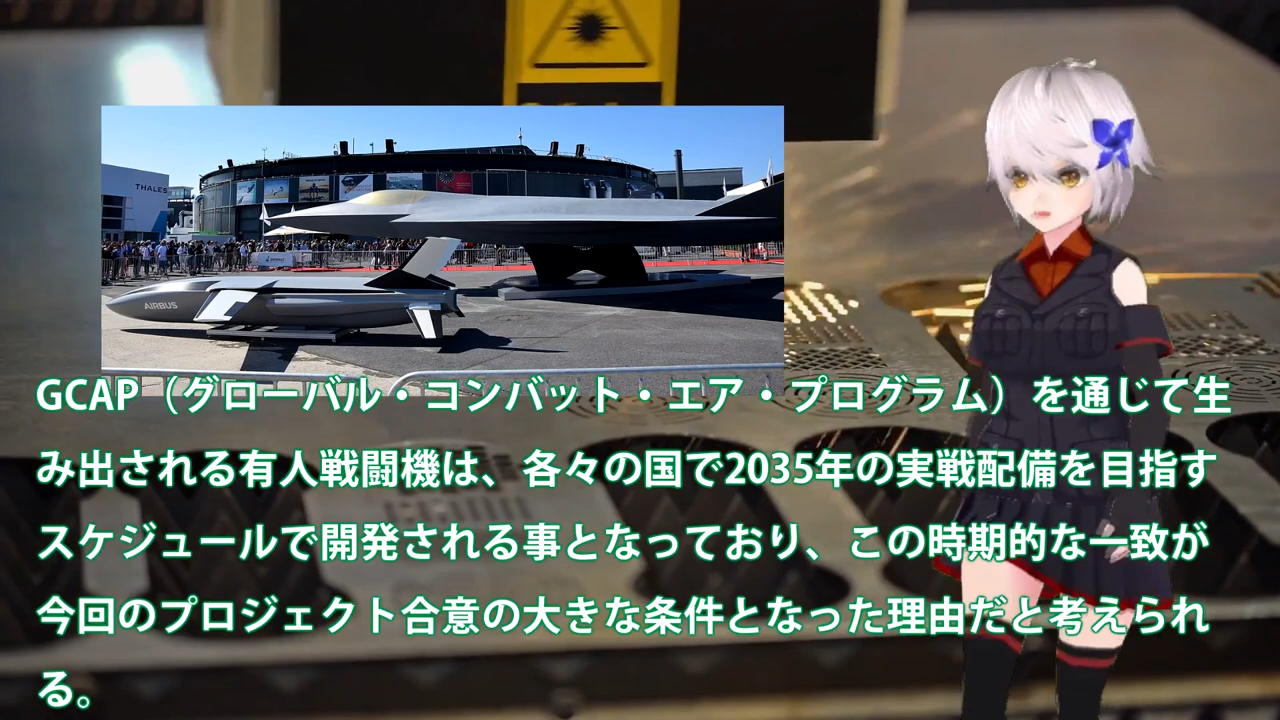 THALES
AIRBUS
GCAP（グローバル・コンバット・エア・プログラム）を通じて生
み出される有人戦闘機は、各々の国で2035年の実戦配備を目指す
スケジュールで開発される事となっており、この時期的な一致が
今回のプロジェクト合意の大きな条件となった理由だと考えられ
る。